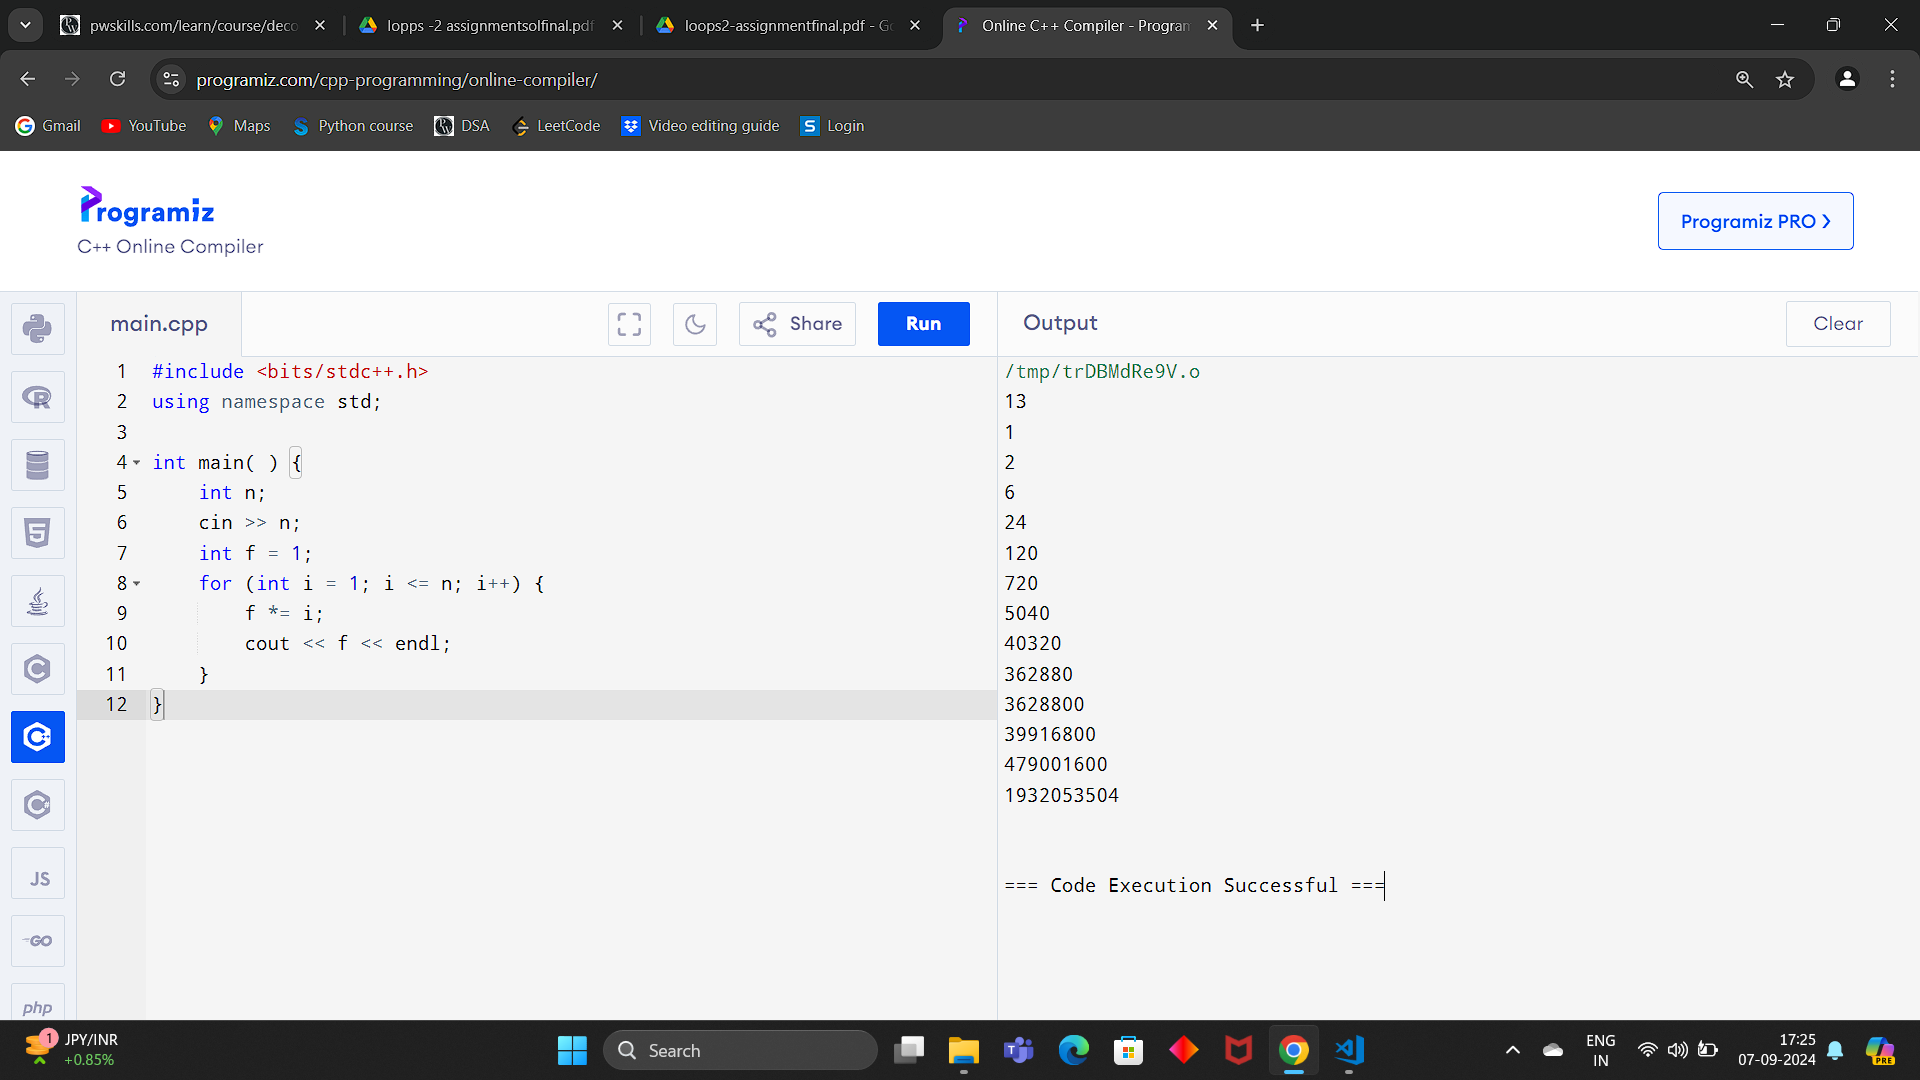 pwskills.com/learn/course/deco
lopps -2 assignmentsolfinal.pdf
loops2-assignmentfinal.pdf - Go
Online C++ Compiler - Program
programiz.com/cpp-programming/online-compiler/
Gmail
YouTube
Maps
Python course
DSA
LeetCode
Video editing guide
Login
Programiz
C++ Online Compiler
Programiz PRO
main.cpp
Share
Run
Output
Clear
1 #include <bits/stdc++.h>
2 using namespace std;
3
4 int main( ) {
5 int n;
6 cin >> n;
7 int f = 1;
8 for (int i = 1; i <= n; i++) {
9 f *= i;
10 cout << f << endl;
11 }
12 }
/tmp/trDBMdRe9V.o
13
1
2
6
24
120
720
5040
40320
362880
3628800
39916800
479001600
1932053504
=== Code Execution Successful ===
JS
GO
php
1
JPY/INR
+0.85%
Search
ENG
IN
17:25
07-09-2024
PRE